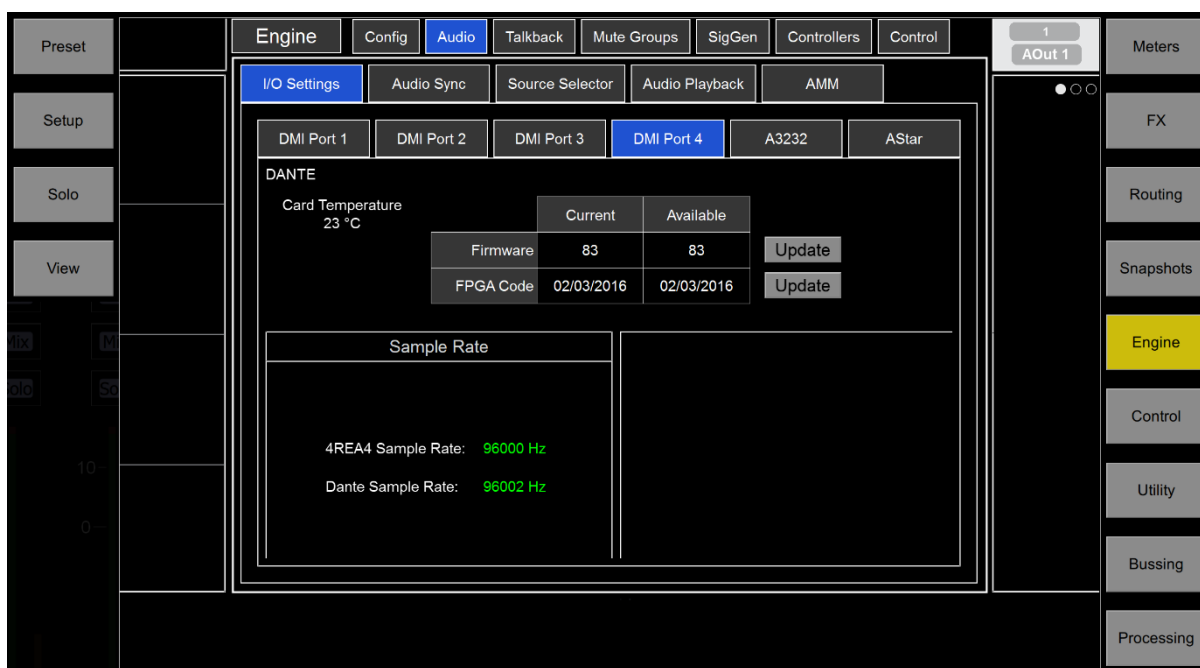 Preset
Setup
Solo
View
Mix
10
0
Engine
Config
Audio
Talkback
Mute Groups
SigGen
Controllers
Control
I/O Settings
Audio Sync
Source Selector
Audio Playback
AMM
DMI Port 1
DMI Port 2
DMI Port 3
DMI Port 4
A3232
AStar
DANTE
Card Temperature
23 °C
Current Available
Firmware 83 83 Update
FPGA Code 02/03/2016 02/03/2016 Update
Sample Rate
4REA4 Sample Rate: 96000 Hz
Dante Sample Rate: 96002 Hz
1
AOut 1
Meters
FX
Routing
Snapshots
Engine
Control
Utility
Bussing
Processing